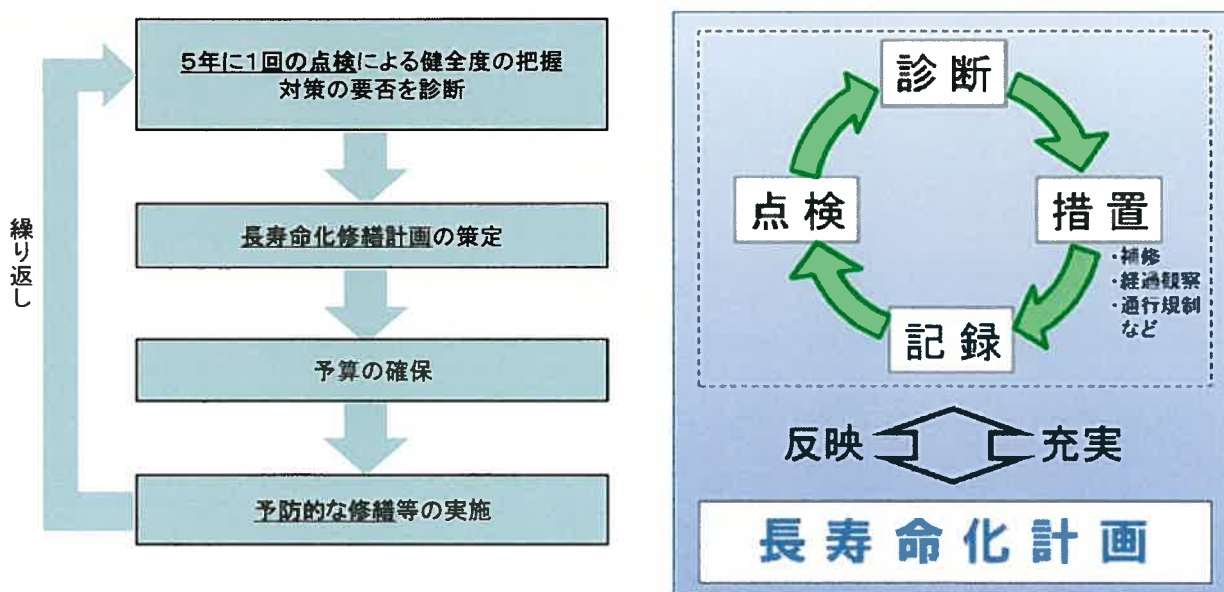 5年に1回の点検による健全度の把握
対策の要否を診断
長寿命化修繕計画の策定
予算の確保
予防的な修繕等の実施
繰り返し
診断
点検
措置
・補修
・経過観察
・通行規制
など
記録
反映
充実
長寿命化計画